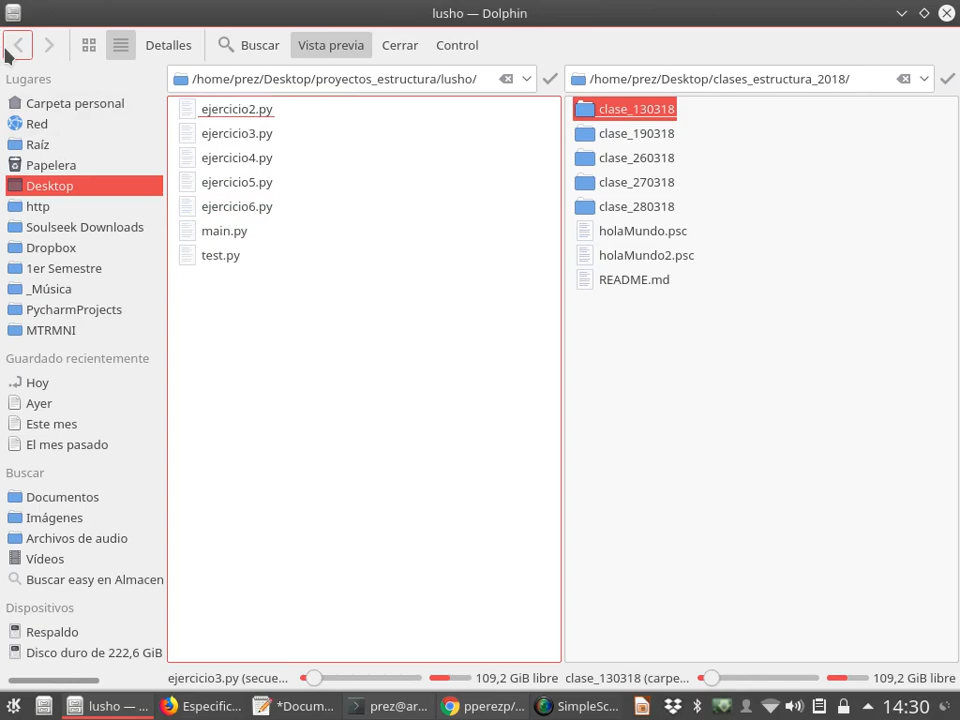 lusho — Dolphin
Detalles
Buscar
Vista previa
Cerrar
Control
Lugares
Carpeta personal
Red
Raíz
Papelera
Desktop
http
Soulseek Downloads
Dropbox
1er Semestre
_Música
PycharmProjects
MTRMNI
Guardado recientemente
Hoy
Ayer
Este mes
El mes pasado
Buscar
Documentos
Imágenes
Archivos de audio
Vídeos
Buscar easy en Almacen
Dispositivos
Respaldo
Disco duro de 222,6 GiB
/home/prez/Desktop/proyectos_estructura/lusho/
ejercicio2.py
ejercicio3.py
ejercicio4.py
ejercicio5.py
ejercicio6.py
main.py
test.py
ejercicio3.py (secue...
109,2 GiB libre
/home/prez/Desktop/clases_estructura_2018/
clase_130318
clase_190318
clase_260318
clase_270318
clase_280318
holaMundo.psc
holaMundo2.psc
README.md
clase_130318 (carpe...
109,2 GiB libre
lusho — ...
Especific...
*Docum...
prez@ar...
pperezp/...
SimpleSc...
14:30